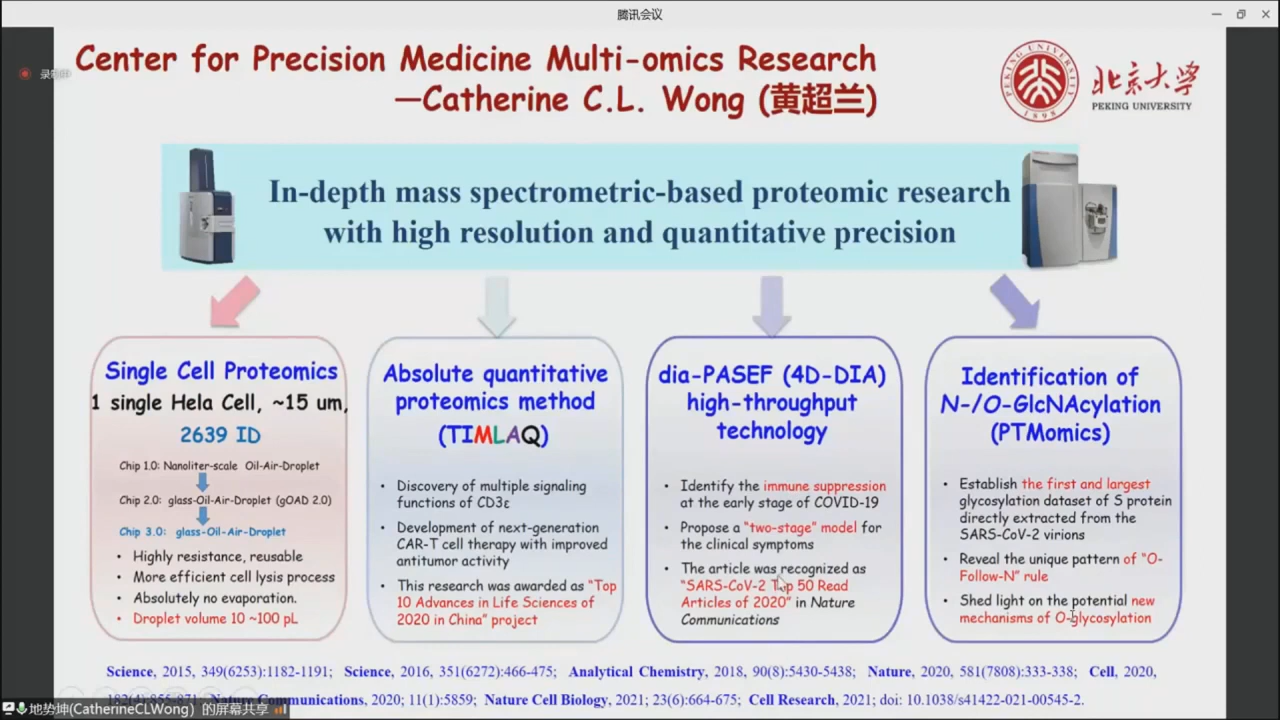 腾讯会议
录制中
Center for Precision Medicine Multi-omics Research
—Catherine C.L. Wong (黄超兰)
PEKING UNIVERSITY
1898
北京大学
PEKING UNIVERSITY
In-depth mass spectrometric-based proteomic research
with high resolution and quantitative precision
Single Cell Proteomics
1 single Hela Cell, ~15 um,
2639 ID
Chip 1.0: Nanoliter-scale Oil-Air-Droplet
Chip 2.0: glass-Oil-Air-Droplet (gOAD 2.0)
Chip 3.0: glass-Oil-Air-Droplet
• Highly resistance, reusable
• More efficient cell lysis process
• Absolutely no evaporation.
• Droplet volume 10 ~100 pL
Absolute quantitative
proteomics method
(TIMLAQ)
• Discovery of multiple signaling
functions of CD3ε
• Development of next-generation
CAR-T cell therapy with improved
antitumor activity
• This research was awarded as “Top
10 Advances in Life Sciences of
2020 in China” project
dia-PASEF (4D-DIA)
high-throughput
technology
• Identify the immune suppression
at the early stage of COVID-19
• Propose a “two-stage” model for
the clinical symptoms
• The article was recognized as
“SARS-CoV-2 Top 50 Read
Articles of 2020” in Nature
Communications
Identification of
N-/O-GlcNAcylation
(PTMomics)
• Establish the first and largest
glycosylation dataset of S protein
directly extracted from the
SARS-CoV-2 virions
• Reveal the unique pattern of “O-
Follow-N” rule
• Shed light on the potential new
mechanisms of O-glycosylation
Science, 2015, 349(6253):1182-1191; Science, 2016, 351(6272):466-475; Analytical Chemistry, 2018, 90(8):5430-5438; Nature, 2020, 581(7808):333-338; Cell, 2020,
Nature Communications, 2020; 11(1):5859; Nature Cell Biology, 2021; 23(6):664-675; Cell Research, 2021; doi: 10.1038/s41422-021-00545-2.
地势坤(CatherineCLWong) 的屏幕共享